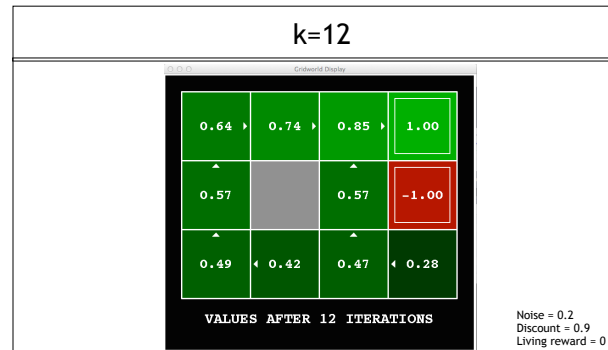 k=12
Gridworld Display
0.64 0.74 0.85 1.00
0.57 0.57 -1.00
0.49 0.42 0.47 0.28
VALUES AFTER 12 ITERATIONS
Noise = 0.2
Discount = 0.9
Living reward = 0